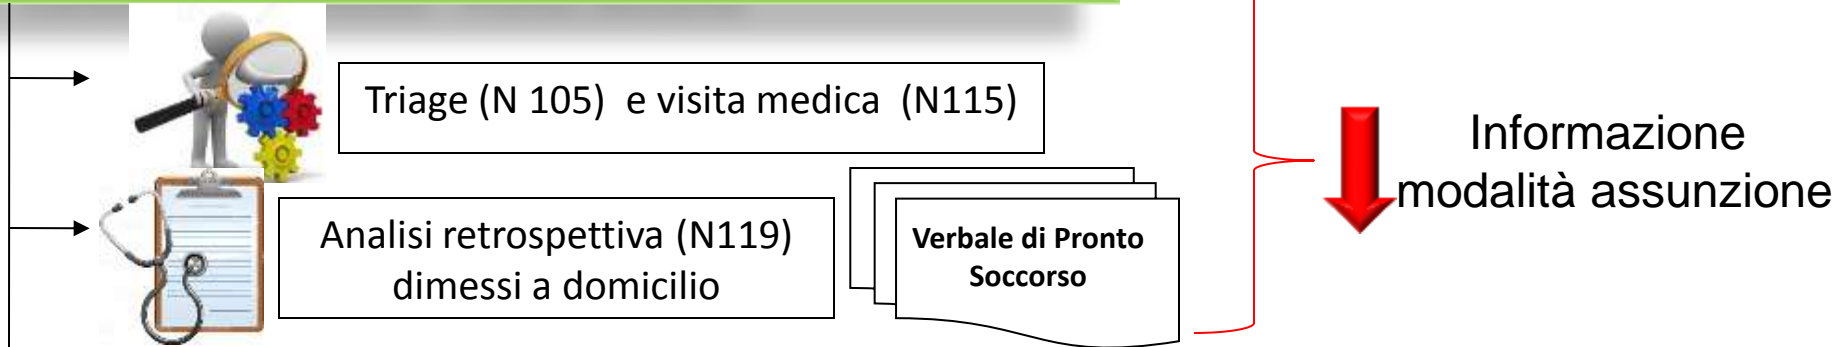 Triage (N 105)  e visita medica  (N115)
Analisi retrospettiva (N119)
dimessi a domicilio
Verbale di Pronto
Soccorso
Informazione
modalità assunzione